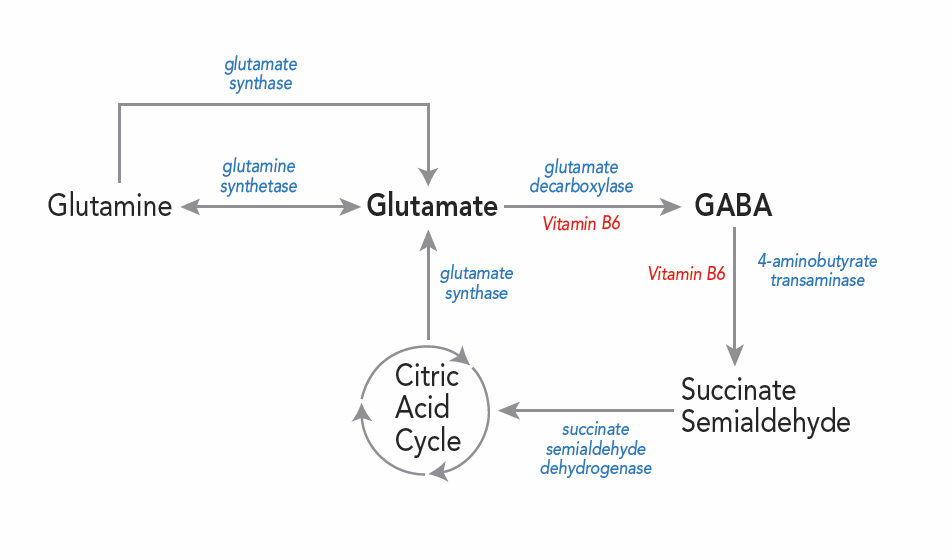 glutamate
synthase
glutamine
synthetase
glutamate
decarboxylase
Glutamine
Glutamate
GABA
Vitamin B6
glutamate
synthase
Vitamin B6
4-aminobutyrate
transaminase
Citric
Acid
Cycle
Succinate
Semialdehyde
succinate
semialdehyde
dehydrogenase